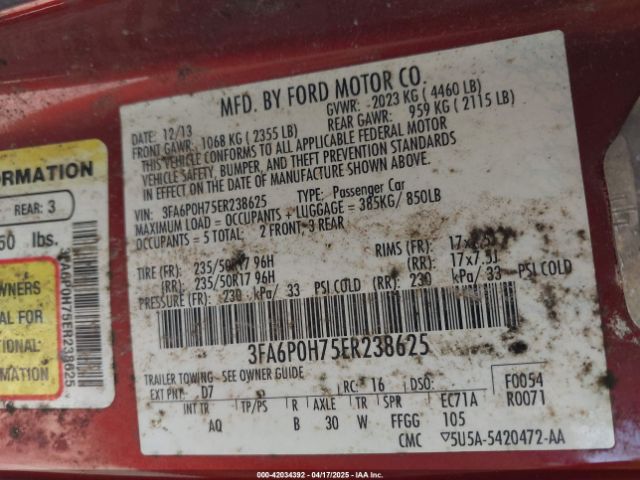 MFD. BY FORD MOTOR CO.
DATE: 12/13 GVWR: 2023 KG ( 4460 LB)
FRONT GAWR: 1068 KG ( 2355 LB) REAR GAWR: 959 KG ( 2115 LB)
THIS VEHICLE CONFORMS TO ALL APPLICABLE FEDERAL MOTOR
VEHICLE SAFETY, BUMPER, AND THEFT PREVENTION STANDARDS
IN EFFECT ON THE DATE OF MANUFACTURE SHOWN ABOVE.
VIN: 3FA6P0H75ER238625 TYPE: Passenger Car
MAXIMUM LOAD = OCCUPANTS + LUGGAGE = 385KG/ 850LB
OCCUPANTS = 5 TOTAL: 2 FRONT, 3 REAR
TIRE (FR): 235/50R17 96H RIMS (FR): 17x7.5J
(RR): 235/50R17 96H (RR): 17x7.5J
PRESSURE (FR): 230 kPa/ 33 PSI COLD (RR): 230 kPa/ 33 PSI COLD
3FA6P0H75ER238625
TRAILER TOWING - SEE OWNER GUIDE
EXT PNT: D7 RC: 16 DSO: F0054
INT TR TP/PS R AXLE TR SPR EC71A R0071
AQ B 30 W FFGG 105
CMC 5U5A-5420472-AA
FORMATION
REAR: 3
50 lbs.
WNERS
AL FOR
TIONAL
MATION
3FA6P0H75ER238625
00-42034392 04/17/2025 IAA Inc.